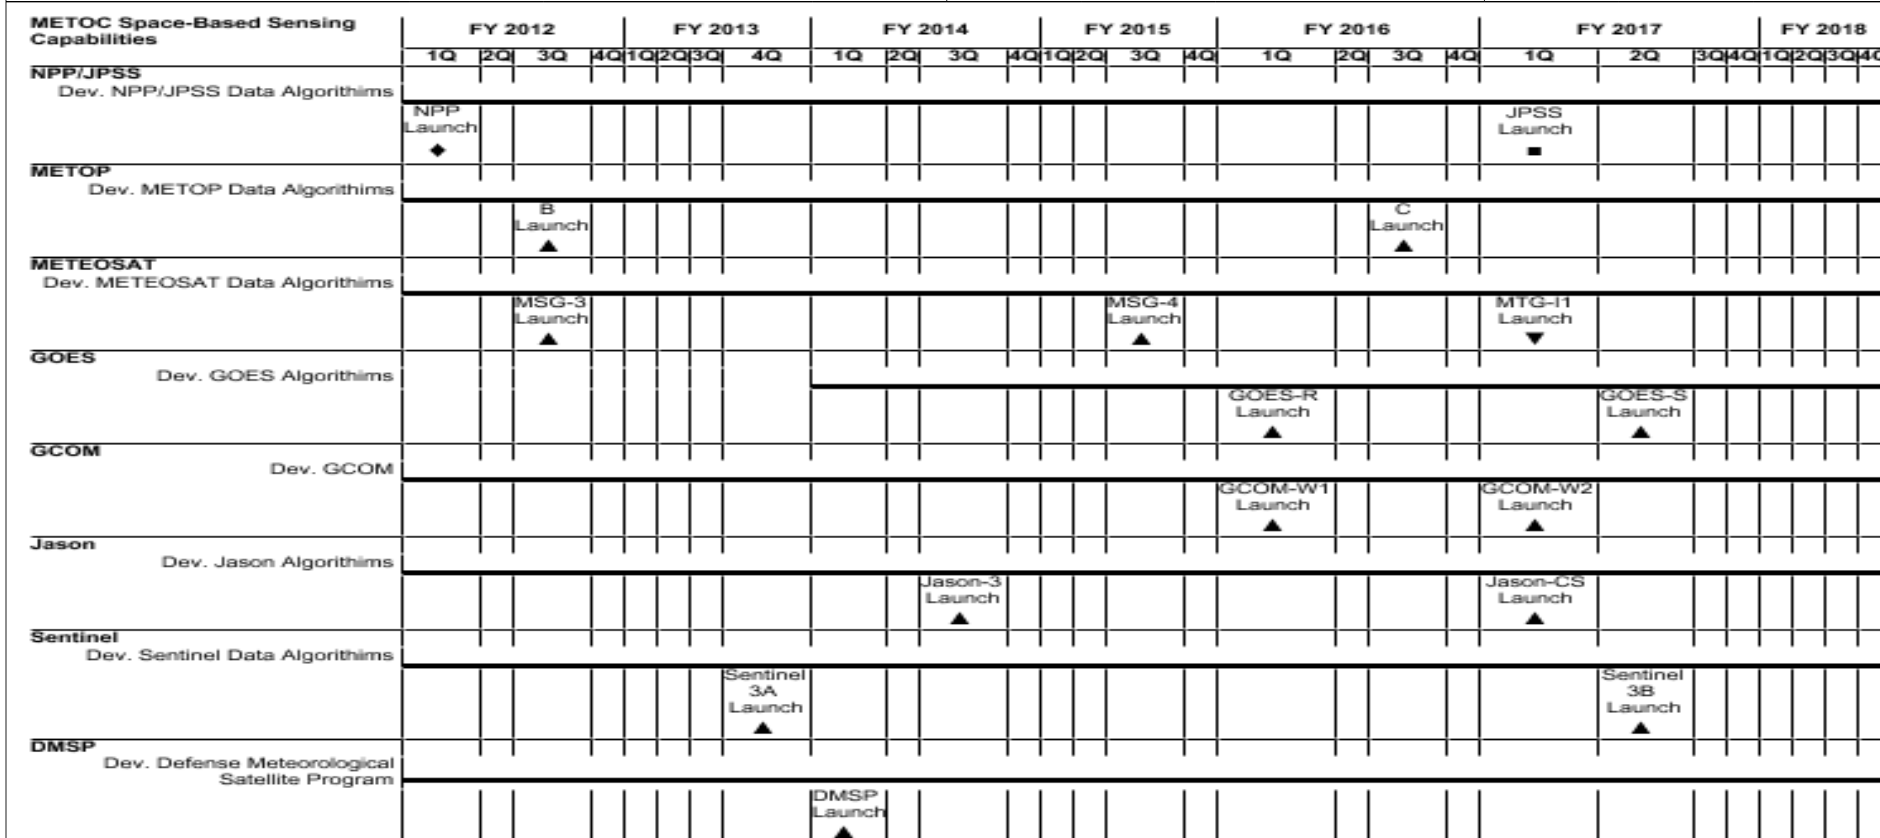 METOC Space-Based Sensing
Capabilities
FY 2012 FY 2013 FY 2014 FY 2015 FY 2016 FY 2017 FY 2018
1Q 2Q 3Q 4Q 1Q 2Q 3Q 4Q 1Q 2Q 3Q 4Q 1Q 2Q 3Q 4Q 1Q 2Q 3Q 4Q 1Q 2Q 3Q 4Q 1Q 2Q 3Q 4Q
NPP/JPSS
Dev. NPP/JPSS Data Algorithims
NPP JPSS
Launch Launch
METOP
Dev. METOP Data Algorithims
B C
Launch Launch
METEOSAT
Dev. METEOSAT Data Algorithims
MSG-3 MSG-4 MTG-I1
Launch Launch Launch
GOES
Dev. GOES Algorithims
GOES-R GOES-S
Launch Launch
GCOM
Dev. GCOM
GCOM-W1 GCOM-W2
Launch Launch
Jason
Dev. Jason Algorithims
Jason-3 Jason-CS
Launch Launch
Sentinel
Dev. Sentinel Data Algorithims
Sentinel Sentinel
3A 3B
Launch Launch
DMSP
Dev. Defense Meteorological
Satellite Program
DMSP
Launch